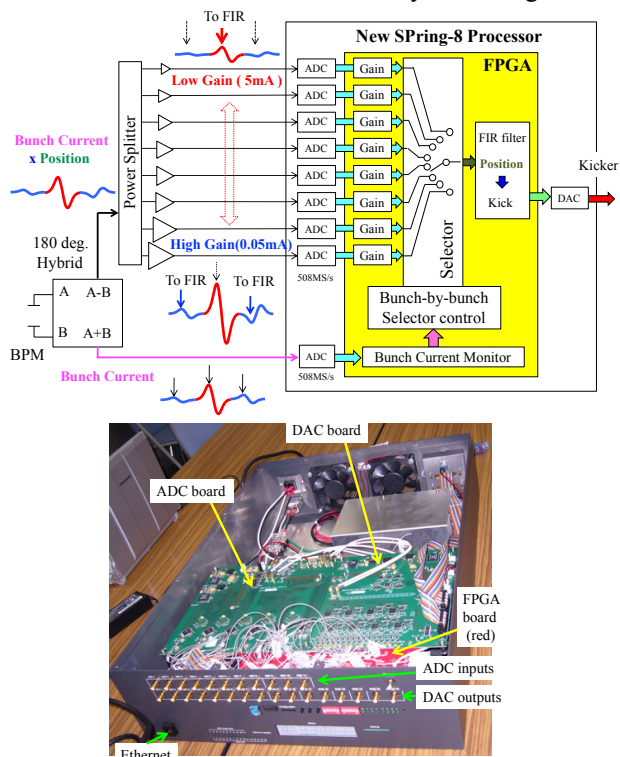 To FIR
New SPring-8 Processor
FPGA
Low Gain ( 5mA)
ADC
Gain
ADC
Gain
ADC
Gain
ADC
Gain
ADC
Gain
ADC
Gain
ADC
Gain
ADC
Gain
Power Splitter
Bunch Current
x Position
FIR filter
Position
Kick
Kicker
DAC
Selector
180 deg.
Hybrid
High Gain(0.05mA)
508MS/s
A A-B
B A+B
BPM
To FIR
To FIR
Bunch-by-bunch
Selector control
ADC
Bunch Current Monitor
508MS/s
Bunch Current
DAC board
ADC board
FPGA
board
(red)
ADC inputs
DAC outputs
Ethernet